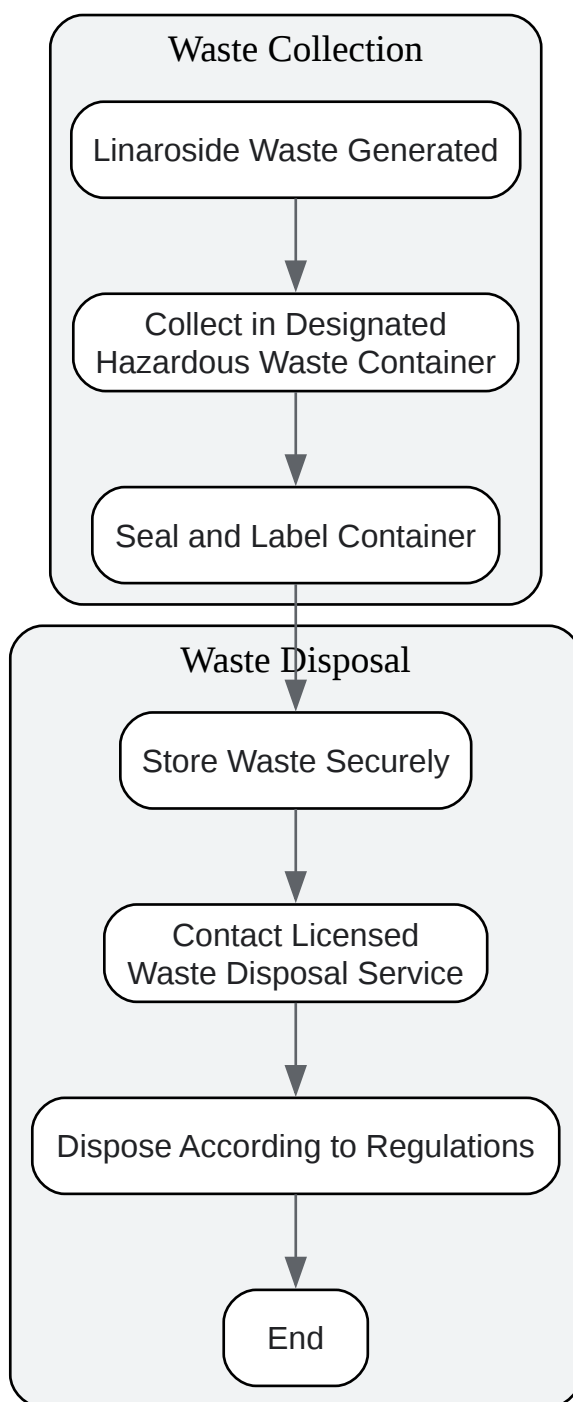 Waste Collection
Linaroside Waste Generated
Collect in Designated
Hazardous Waste Container
Seal and Label Container
Waste Disposal
Store Waste Securely
Contact Licensed
Waste Disposal Service
Dispose According to Regulations
End